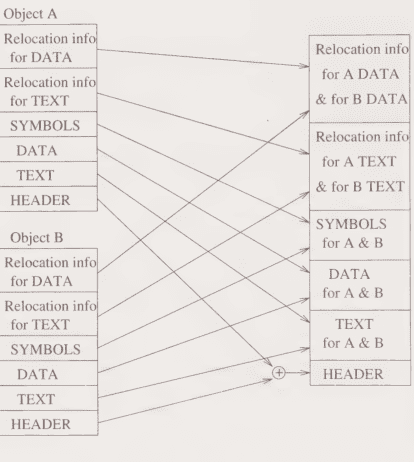 Object A
Relocation info
for DATA
Relocation info
for TEXT
SYMBOLS
DATA
TEXT
HEADER
Object B
Relocation info
for DATA
Relocation info
for TEXT
SYMBOLS
DATA
TEXT
HEADER
+
Relocation info
for A DATA
& for B DATA
Relocation info
for A TEXT
& for B TEXT
SYMBOLS
for A & B
DATA
for A & B
TEXT
for A & B
HEADER